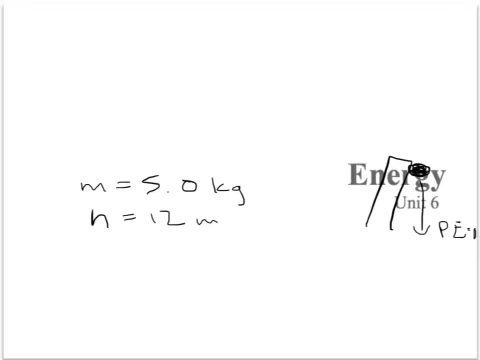 m = 5.0 kg
h = 12 m
Energy
Unit 6
PE